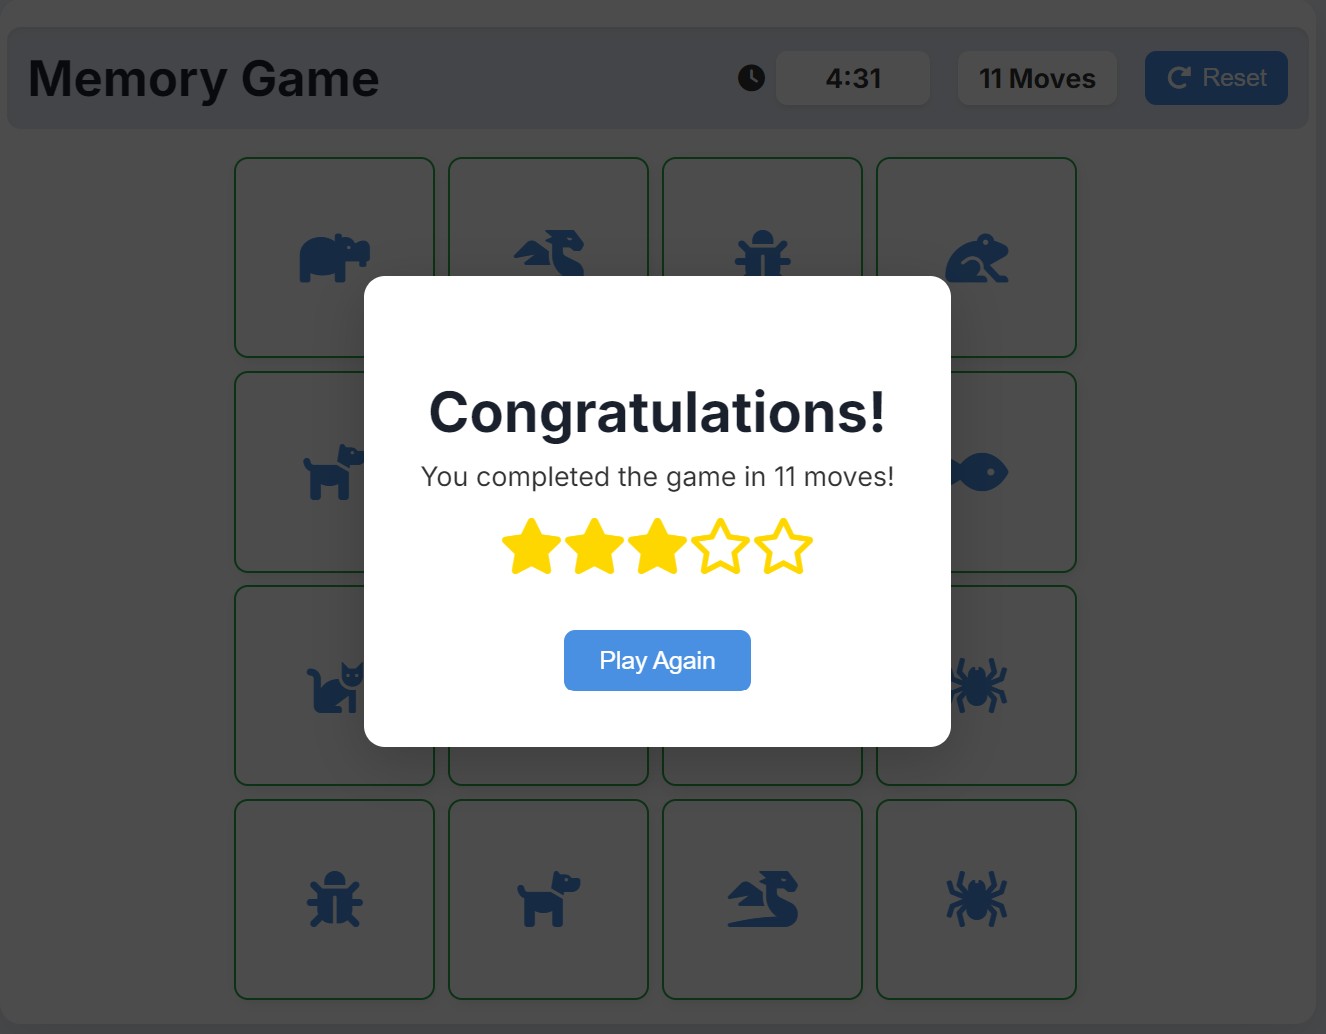 Memory Game
4:31
11 Moves
Reset
Congratulations!
You completed the game in 11 moves!
Play Again